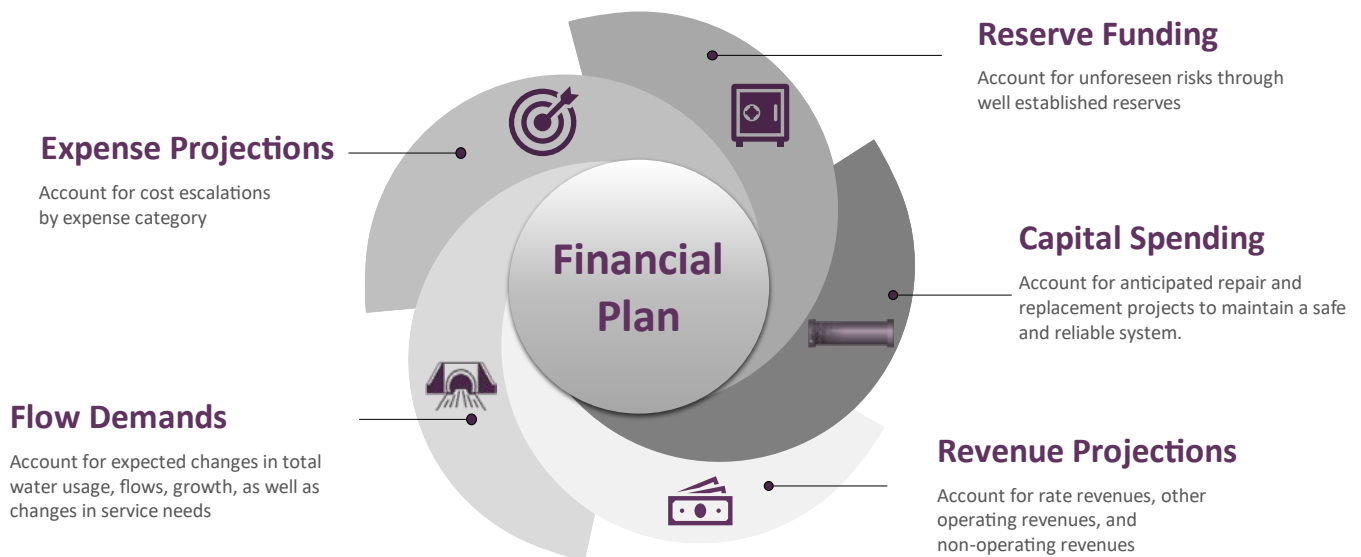 Reserve Funding
Account for unforeseen risks through
well established reserves
Expense Projections
Account for cost escalations
by expense category
Financial
Plan
Capital Spending
Account for anticipated repair and
replacement projects to maintain a safe
and reliable system.
Flow Demands
Account for expected changes in total
water usage, flows, growth, as well as
changes in service needs
Revenue Projections
Account for rate revenues, other
operating revenues, and
non-operating revenues